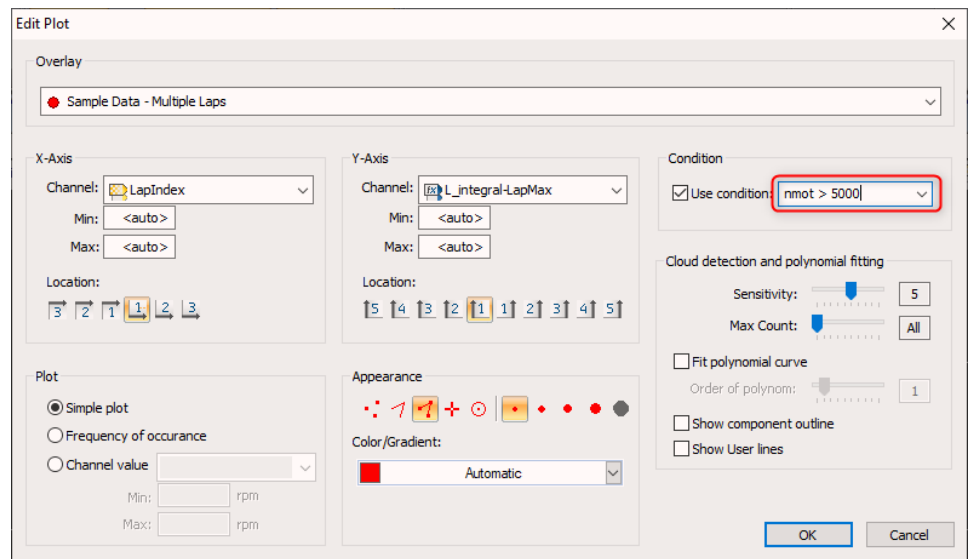 Edit Plot
Overlay
Sample Data - Multiple Laps
X-Axis
Channel: LapIndex
Min: <auto>
Max: <auto>
Location:
3 2 1 1 2 3
Y-Axis
Channel: fx L_integral-LapMax
Min: <auto>
Max: <auto>
Location:
5 4 3 2 1 1 2 3 4 5
Condition
Use condition: nmot > 5000
Cloud detection and polynomial fitting
Sensitivity: 5
Max Count: All
Fit polynomial curve
Order of polynom: 1
Show component outline
Show User lines
Plot
Simple plot
Frequency of occurance
Channel value
Min: rpm
Max: rpm
Appearance
Color/Gradient:
Automatic
OK Cancel